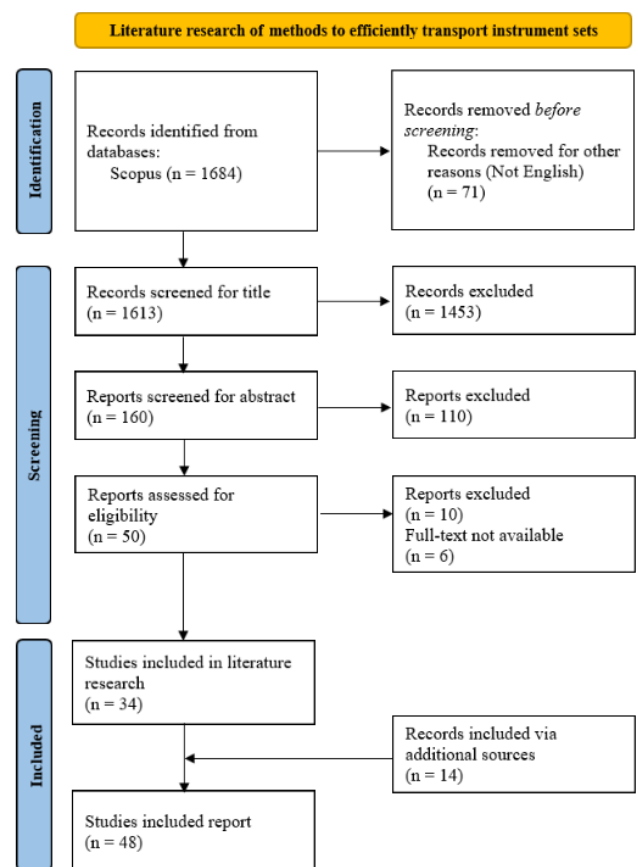 Literature research of methods to efficiently transport instrument sets
Identification
Records identified from
databases:
Scopus (n = 1684)
Records removed before
screening:
Records removed for other
reasons (Not English)
(n = 71)
Screening
Records screened for title
(n = 1613)
Records excluded
(n = 1453)
Reports screened for abstract
(n = 160)
Reports excluded
(n = 110)
Reports assessed for
eligibility
(n = 50)
Reports excluded
(n = 10)
Full-text not available
(n = 6)
Included
Studies included in literature
research
(n = 34)
Records included via
additional sources
(n = 14)
Studies included report
(n = 48)